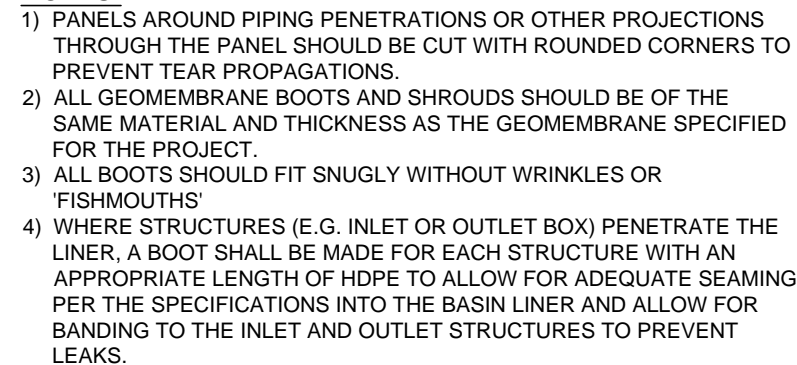 1) PANELS AROUND PIPING PENETRATIONS OR OTHER PROJECTIONS
THROUGH THE PANEL SHOULD BE CUT WITH ROUNDED CORNERS TO
PREVENT TEAR PROPAGATIONS.
2) ALL GEOMEMBRANE BOOTS AND SHROUDS SHOULD BE OF THE
SAME MATERIAL AND THICKNESS AS THE GEOMEMBRANE SPECIFIED
FOR THE PROJECT.
3) ALL BOOTS SHOULD FIT SNUGLY WITHOUT WRINKLES OR
'FISHMOUTHS'
4) WHERE STRUCTURES (E.G. INLET OR OUTLET BOX) PENETRATE THE
LINER, A BOOT SHALL BE MADE FOR EACH STRUCTURE WITH AN
APPROPRIATE LENGTH OF HDPE TO ALLOW FOR ADEQUATE SEAMING
PER THE SPECIFICATIONS INTO THE BASIN LINER AND ALLOW FOR
BANDING TO THE INLET AND OUTLET STRUCTURES TO PREVENT
LEAKS.